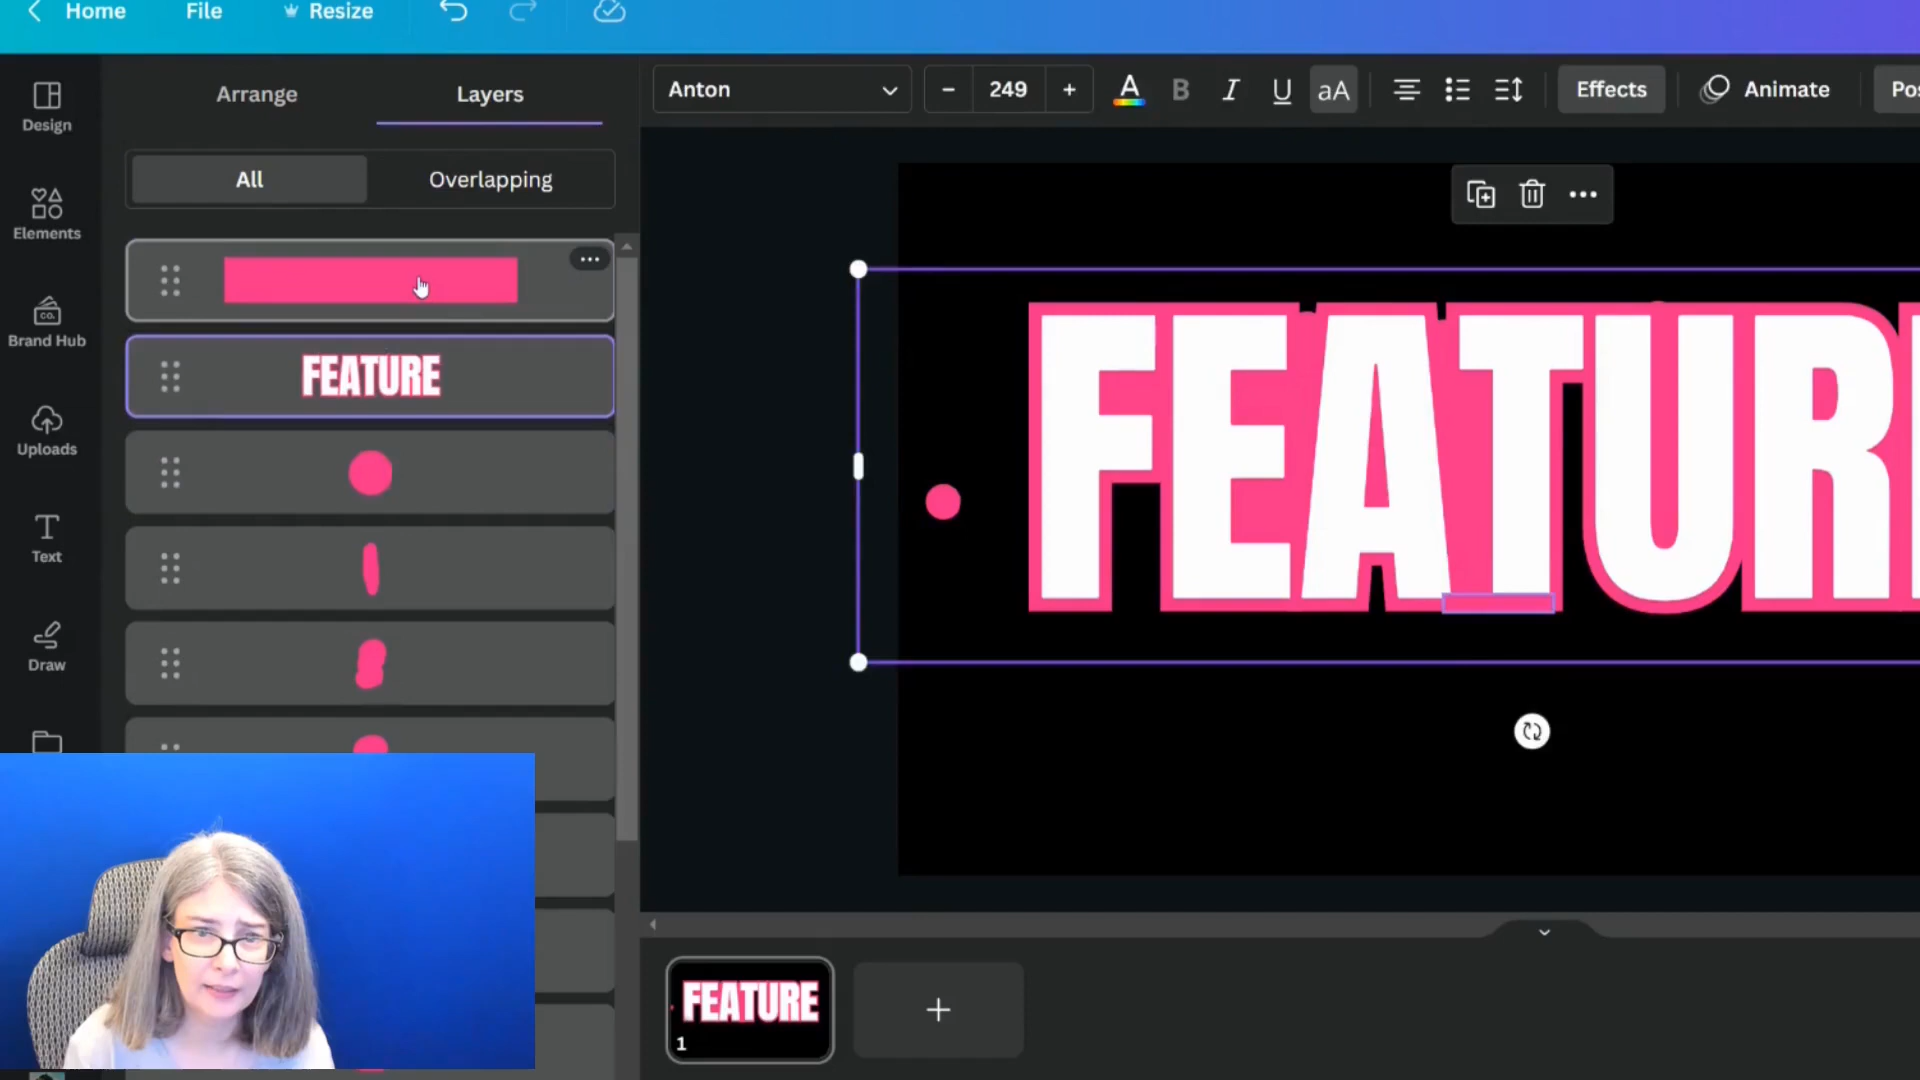 Home File Resize
Arrange Layers
Anton 249 A B I U aA Effects Animate
Design
All Overlapping
Elements
FEATURE
CO.
Brand Hub
Uploads
Text
Draw
FEATURE
FEATURE
1